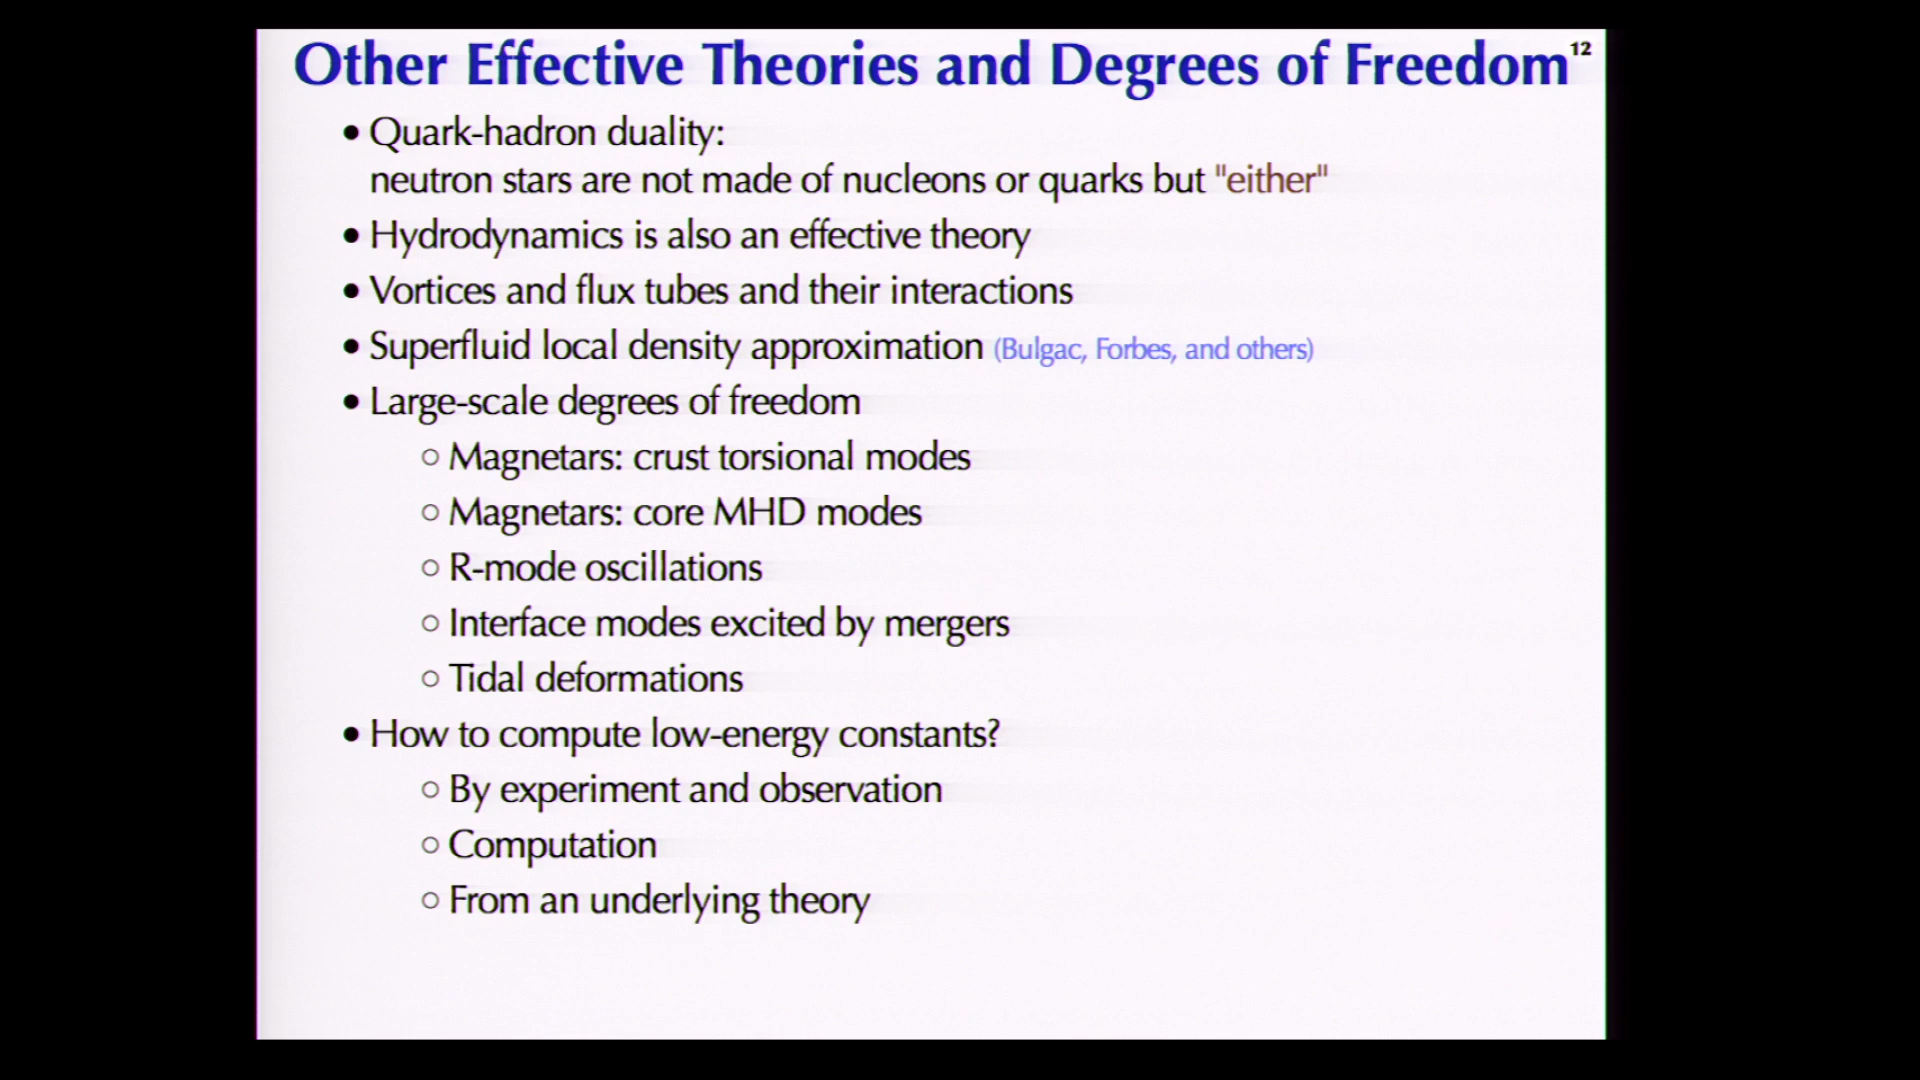 Other Effective Theories and Degrees of Freedom
12
• Quark-hadron duality:
neutron stars are not made of nucleons or quarks but "either"
• Hydrodynamics is also an effective theory
• Vortices and flux tubes and their interactions
• Superfluid local density approximation (Bulgac, Forbes, and others)
• Large-scale degrees of freedom
○ Magnetars: crust torsional modes
○ Magnetars: core MHD modes
○ R-mode oscillations
○ Interface modes excited by mergers
○ Tidal deformations
• How to compute low-energy constants?
○ By experiment and observation
○ Computation
○ From an underlying theory